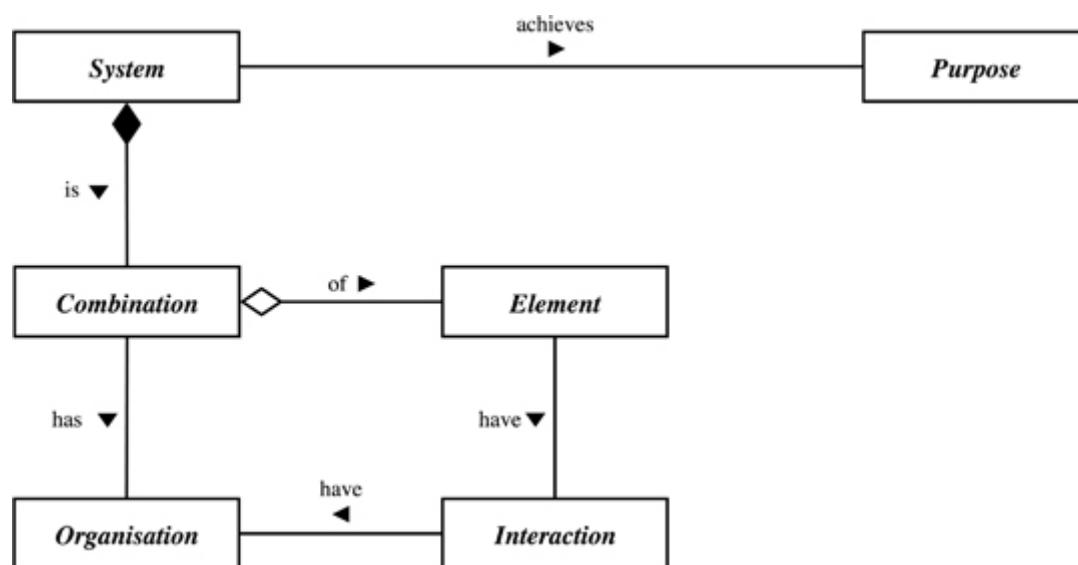 achieves
System
Purpose
is
Combination
of
Element
has
have
have
Organisation
Interaction